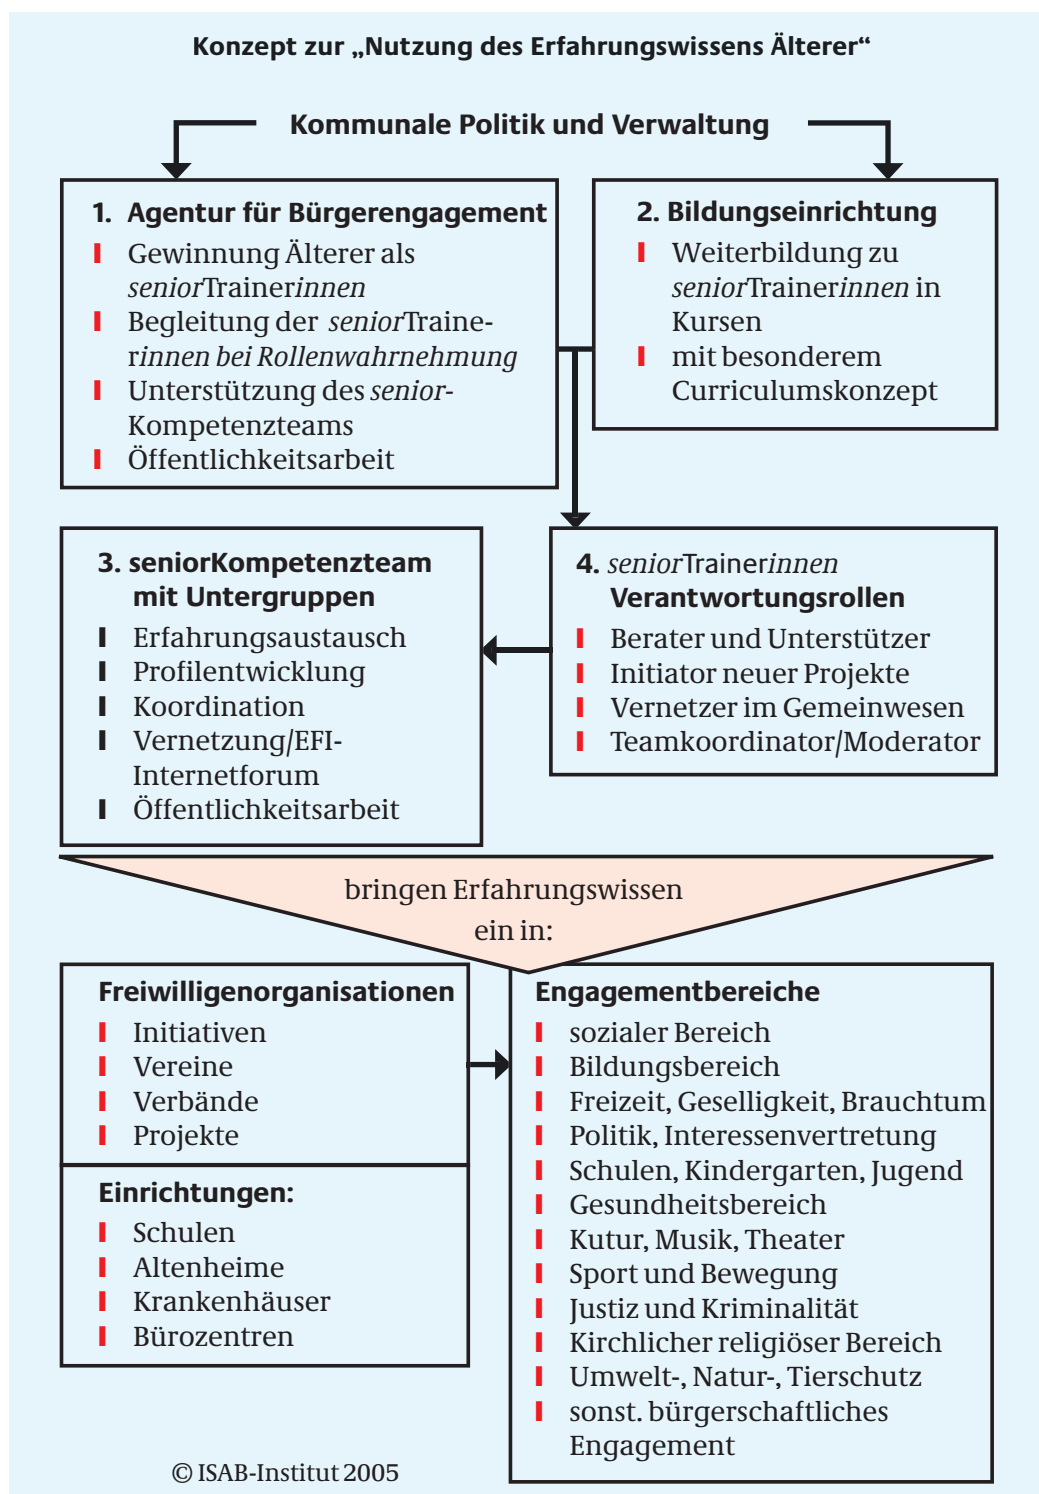 Konzept zur „Nutzung des Erfahrungswissens Älterer“
Kommunale Politik und Verwaltung
1. Agentur für Bürgerengagement
Gewinnung Älterer als
seniorTrainerinnen
Begleitung der seniorTraine-
rinnen bei Rollenwahrnehmung
Unterstützung des senior-
Kompetenzteams
Öffentlichkeitsarbeit
2. Bildungseinrichtung
Weiterbildung zu
seniorTrainerinnen in
Kursen
mit besonderem
Curriculumskonzept
3. seniorKompetenzteam
mit Untergruppen
Erfahrungsaustausch
Profilentwicklung
Koordination
Vernetzung/EFI-
Internetforum
Öffentlichkeitsarbeit
4. seniorTrainerinnen
Verantwortungsrollen
Berater und Unterstützer
Initiator neuer Projekte
Vernetzer im Gemeinwesen
Teamkoordinator/Moderator
bringen Erfahrungswissen
ein in:
Freiwilligenorganisationen
Initiativen
Vereine
Verbände
Projekte
Einrichtungen:
Schulen
Altenheime
Krankenhäuser
Bürozentren
Engagementbereiche
sozialer Bereich
Bildungsbereich
Freizeit, Geselligkeit, Brauchtum
Politik, Interessenvertretung
Schulen, Kindergarten, Jugend
Gesundheitsbereich
Kutur, Musik, Theater
Sport und Bewegung
Justiz und Kriminalität
Kirchlicher religiöser Bereich
Umwelt-, Natur-, Tierschutz
sonst. bürgerschaftliches
Engagement
© ISAB-Institut 2005